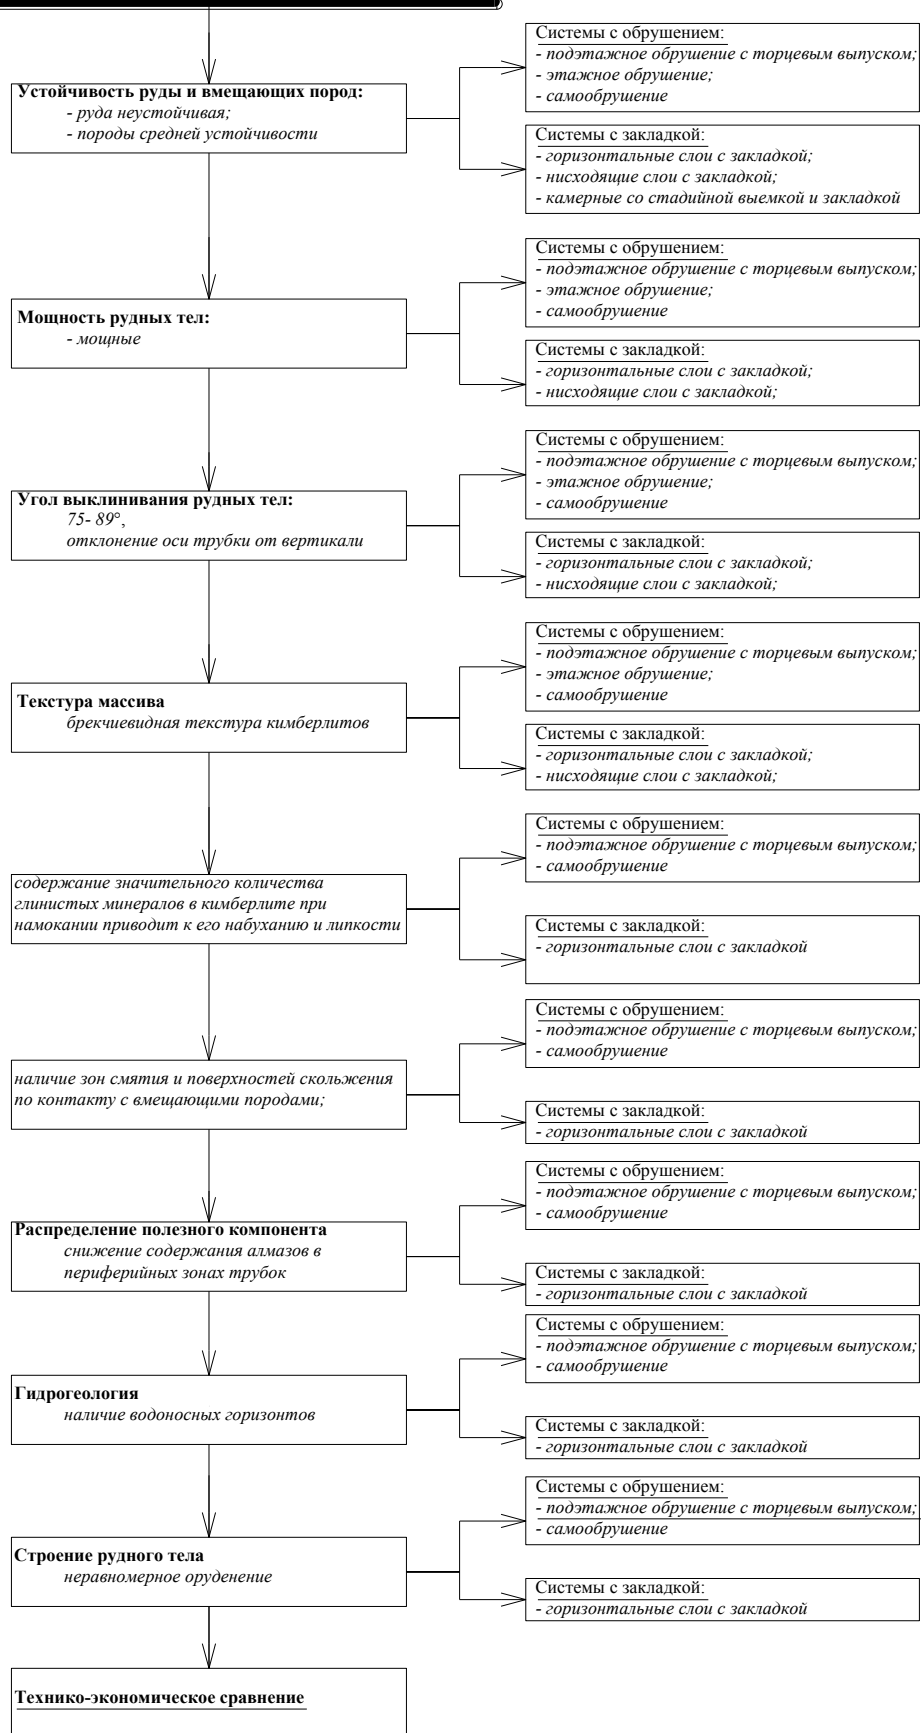 Системы с обрушением:
- подэтажное обрушение с торцевым выпуском;
- этажное обрушение;
- самообрушение
Устойчивость руды и вмещающих пород:
- руда неустойчивая;
- породы средней устойчивости
Системы с закладкой:
- горизонтальные слои с закладкой;
- нисходящие слои с закладкой;
- камерные со стадийной выемкой и закладкой
Системы с обрушением:
- подэтажное обрушение с торцевым выпуском;
- этажное обрушение;
- самообрушение
Мощность рудных тел:
- мощные
Системы с закладкой:
- горизонтальные слои с закладкой;
- нисходящие слои с закладкой;
Системы с обрушением:
- подэтажное обрушение с торцевым выпуском;
- этажное обрушение;
- самообрушение
Угол выклинивания рудных тел:
75- 89°,
отклонение оси трубки от вертикали
Системы с закладкой:
- горизонтальные слои с закладкой;
- нисходящие слои с закладкой;
Системы с обрушением:
- подэтажное обрушение с торцевым выпуском;
- этажное обрушение;
- самообрушение
Текстура массива
брекчиевидная текстура кимберлитов
Системы с закладкой:
- горизонтальные слои с закладкой;
- нисходящие слои с закладкой;
Системы с обрушением:
- подэтажное обрушение с торцевым выпуском;
- самообрушение
содержание значительного количества
глинистых минералов в кимберлите при
намокании приводит к его набуханию и липкости
Системы с закладкой:
- горизонтальные слои с закладкой
Системы с обрушением:
- подэтажное обрушение с торцевым выпуском;
- самообрушение
наличие зон смятия и поверхностей скольжения
по контакту с вмещающими породами;
Системы с закладкой:
- горизонтальные слои с закладкой
Системы с обрушением:
- подэтажное обрушение с торцевым выпуском;
- самообрушение
Распределение полезного компонента
снижение содержания алмазов в
периферийных зонах трубок
Системы с закладкой:
- горизонтальные слои с закладкой
Системы с обрушением:
- подэтажное обрушение с торцевым выпуском;
- самообрушение
Гидрогеология
наличие водоносных горизонтов
Системы с закладкой:
- горизонтальные слои с закладкой
Системы с обрушением:
- подэтажное обрушение с торцевым выпуском;
- самообрушение
Строение рудного тела
неравномерное оруденение
Системы с закладкой:
- горизонтальные слои с закладкой
Технико-экономическое сравнение